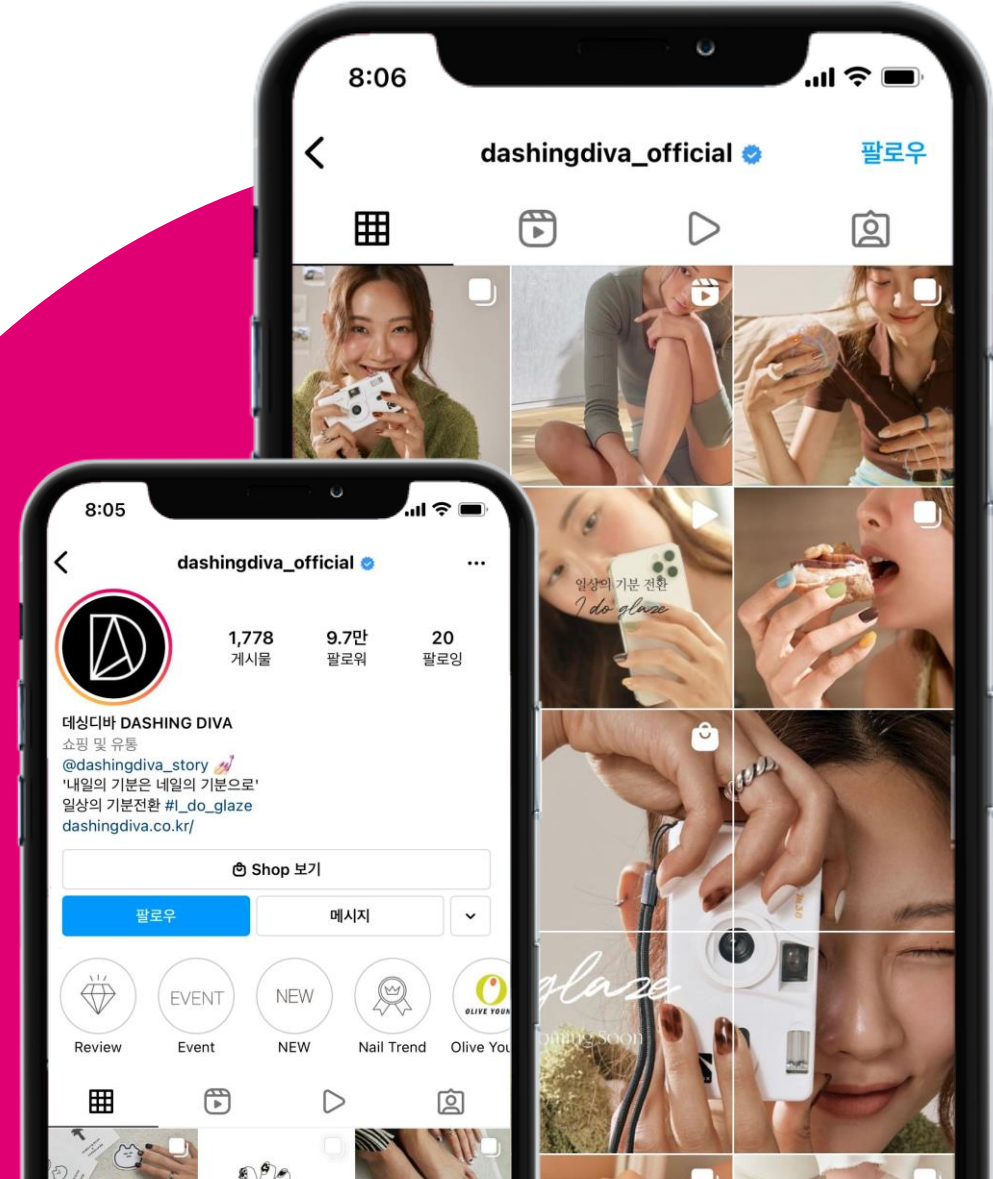 8:06
dashingdiva_official
팔로우
일상의 기분 전환
I do glaze
glaze
8:05
dashingdiva_official
1,778 9.7만 20
게시물 팔로워 팔로잉
데싱디바 DASHING DIVA
쇼핑 및 유통
@dashingdiva_story
'내일의 기분은 네일의 기분으로'
일상의 기분전환 #I_do_glaze
dashingdiva.co.kr/
Shop 보기
팔로우 메시지
EVENT NEW OLIVE YOUN
Review Event NEW Nail Trend Olive You